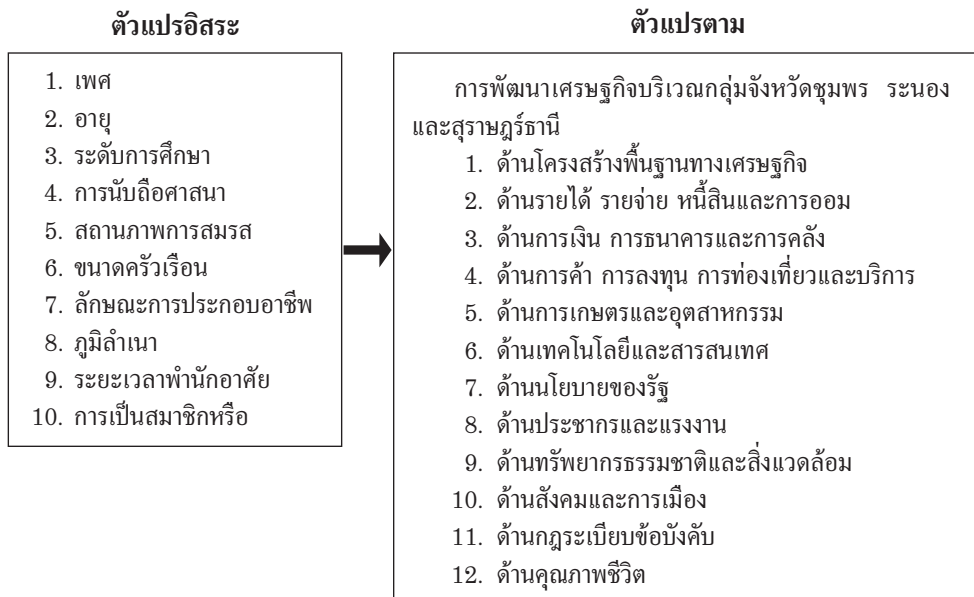 ตัวแปรอิสระ
1. เพศ
2. อายุ
3. ระดับการศึกษา
4. การนับถือศาสนา
5. สถานภาพการสมรส
6. ขนาดครัวเรือน
7. ลักษณะการประกอบอาชีพ
8. ภูมิลำเนา
9. ระยะเวลาพำนักอาศัย
10. การเป็นสมาชิกหรือ
ตัวแปรตาม
การพัฒนาเศรษฐกิจบริเวณกลุ่มจังหวัดชุมพร ระนอง
และสุราษฎร์ธานี
1. ด้านโครงสร้างพื้นฐานทางเศรษฐกิจ
2. ด้านรายได้ รายจ่าย หนี้สินและการออม
3. ด้านการเงิน การธนาคารและการคลัง
4. ด้านการค้า การลงทุน การท่องเที่ยวและบริการ
5. ด้านการเกษตรและอุตสาหกรรม
6. ด้านเทคโนโลยีและสารสนเทศ
7. ด้านนโยบายของรัฐ
8. ด้านประชากรและแรงงาน
9. ด้านทรัพยากรธรรมชาติและสิ่งแวดล้อม
10. ด้านสังคมและการเมือง
11. ด้านกฎระเบียบข้อบังคับ
12. ด้านคุณภาพชีวิต